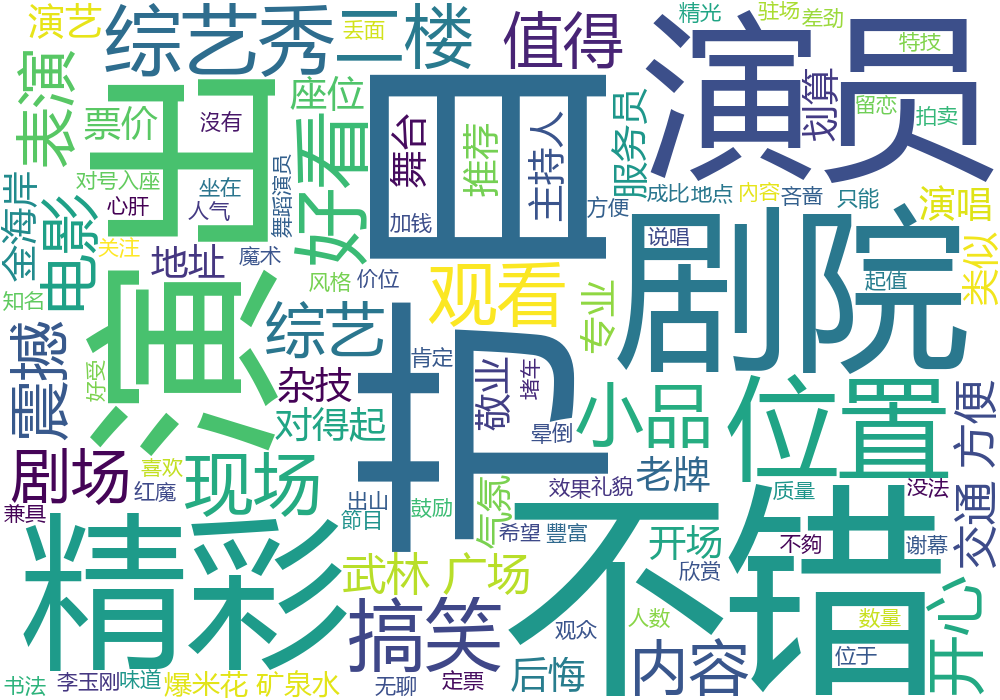 演艺
综艺秀
丢面
二楼
值得
精光
驻场
差劲
特技
演员
表演
票价
出
座位
好看
沒有
舞台
推荐
主持人
服务员
划算
留恋
拍卖
对号入座
坐在
心肝
人气
舞蹈演员
加钱
方便
成比
地点
内容
吝啬
只能
金海岸
电影
关注
地址
魔术
风格
价位
观看
说唱
剧院
演唱
起值
类似
知名
震撼
好受
演
综艺
杂技
对得起
肯定
敬业
堵车
晕倒
专业
小品
位置
方便
剧场
喜欢
红魔
现场
兼具
出山
節目
鼓励
气氛
效果
礼貌
老牌
质量
没法
交通
精彩
武林
广场
希望
豐富
开场
欣赏
不错
不夠
谢幕
搞笑
观众
人数
数量
开心
书法
李玉刚
味道
爆米花
矿泉水
无聊
定票
后悔
内容
位于